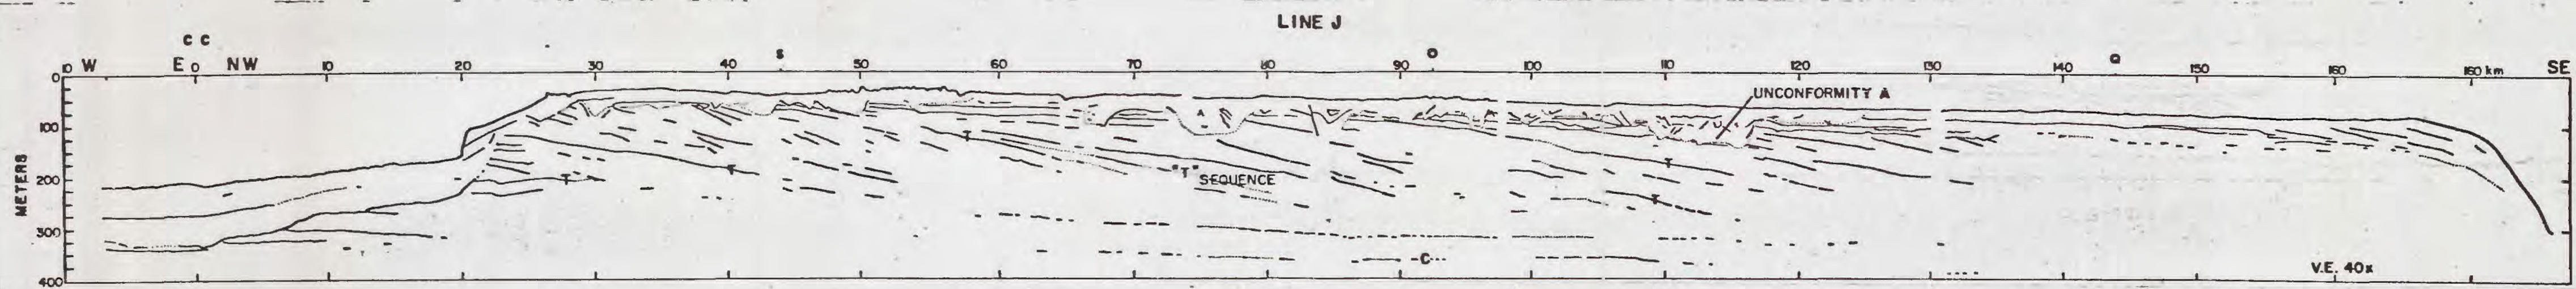 LINE J
C C S O Q
10 W E 0 NW 10 20 30 40 50 60 70 80 90 100 110 120 130 140 150 160 160 km SE
0
UNCONFORMITY A
A
100
T
T T
METERS
200
T
"T" SEQUENCE
T
300
-C-
V.E. 40x
400